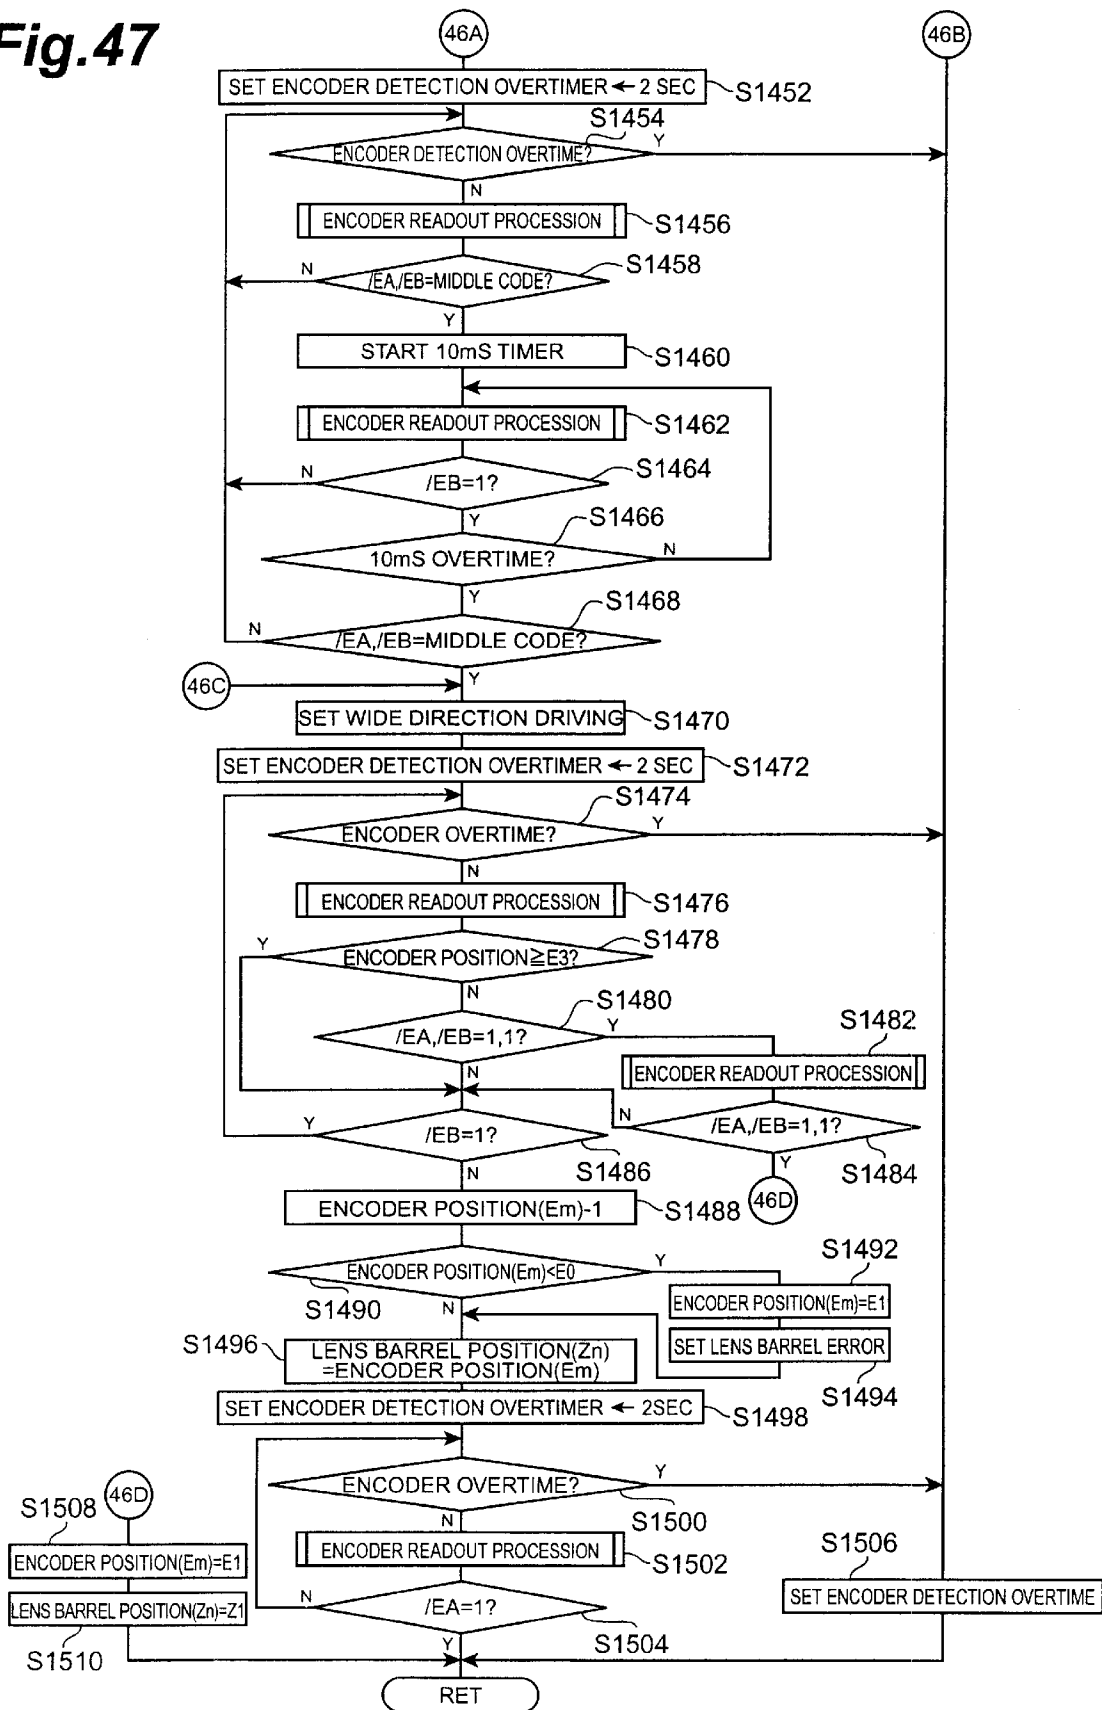 Fig.47
46A
46B
SET ENCODER DETECTION OVERTIMER ← 2 SEC
S1452
S1454
ENCODER DETECTION OVERTIME?
Y
N
ENCODER READOUT PROCESSION
S1456
S1458
N
/EA,/EB=MIDDLE CODE?
Y
START 10mS TIMER
S1460
ENCODER READOUT PROCESSION
S1462
S1464
N
/EB=1?
Y
S1466
10mS OVERTIME?
N
Y
S1468
N
/EA,/EB=MIDDLE CODE?
Y
46C
SET WIDE DIRECTION DRIVING
S1470
SET ENCODER DETECTION OVERTIMER ← 2 SEC
S1472
S1474
ENCODER OVERTIME?
Y
N
ENCODER READOUT PROCESSION
S1476
S1478
Y
ENCODER POSITION≧E3?
N
S1480
/EA,/EB=1,1?
Y
N
S1482
ENCODER READOUT PROCESSION
N
/EA,/EB=1,1?
S1484
Y
46D
Y
/EB=1?
S1486
N
ENCODER POSITION(Em)-1
S1488
ENCODER POSITION(Em)<E0
Y
S1490
N
S1492
ENCODER POSITION(Em)=E1
SET LENS BARREL ERROR
S1494
S1496
LENS BARREL POSITION(Zn)
=ENCODER POSITION(Em)
SET ENCODER DETECTION OVERTIMER ← 2SEC
S1498
ENCODER OVERTIME?
Y
S1500
N
ENCODER READOUT PROCESSION
S1502
N
/EA=1?
S1504
Y
46D
S1508
ENCODER POSITION(Em)=E1
LENS BARREL POSITION(Zn)=Z1
S1510
S1506
SET ENCODER DETECTION OVERTIME
RET